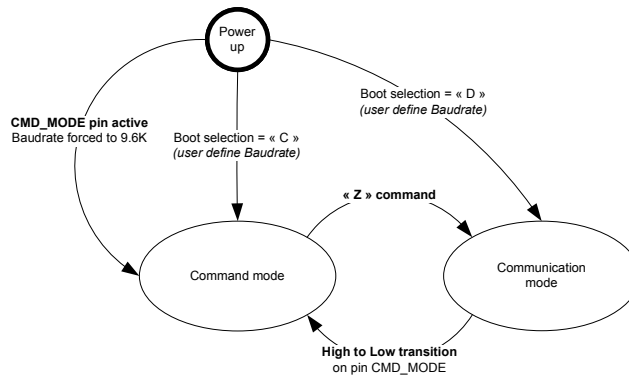 Power
up
Boot selection = « D »
(user define Baudrate)
CMD_MODE pin active
Baudrate forced to 9.6K
Boot selection = « C »
(user define Baudrate)
« Z » command
Command mode
Communication
mode
High to Low transition
on pin CMD_MODE